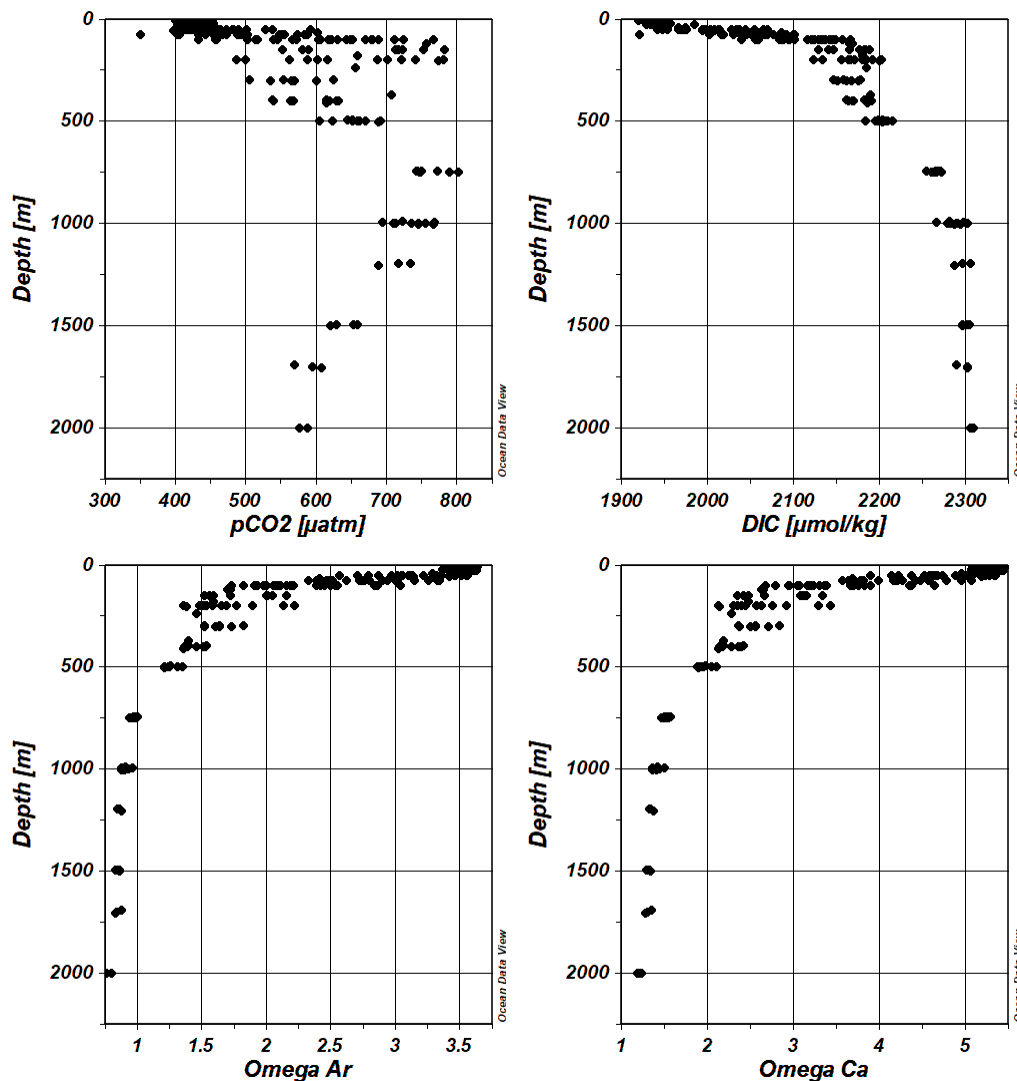 0
500
1000
1500
2000
Depth [m]
300 400 500 600 700 800
pCO2 [µatm]
Ocean Data View
0
500
1000
1500
2000
Depth [m]
1900 2000 2100 2200 2300
DIC [µmol/kg]
Ocean Data View
0
500
1000
1500
2000
Depth [m]
1 1.5 2 2.5 3 3.5
Omega Ar
Ocean Data View
0
500
1000
1500
2000
Depth [m]
1 2 3 4 5
Omega Ca
Ocean Data View